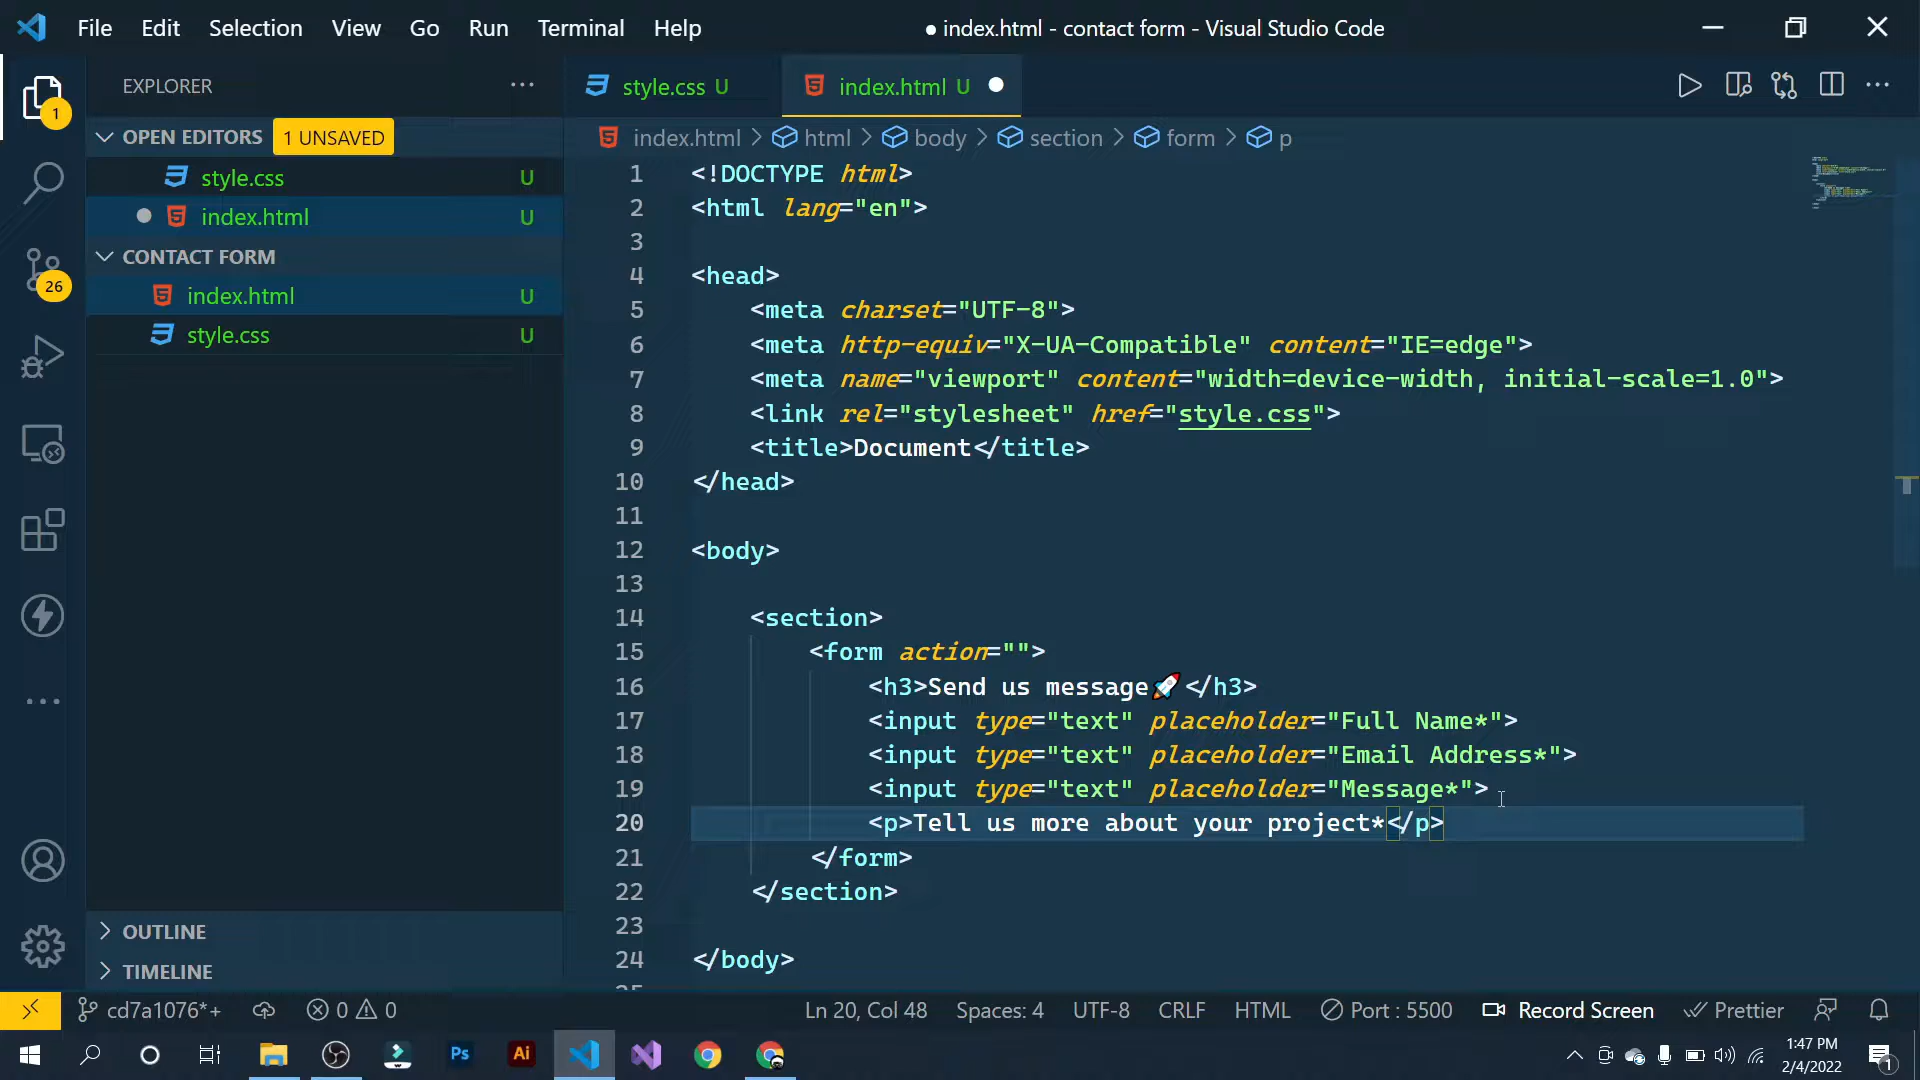 File Edit Selection View Go Run Terminal Help
● index.html - contact form - Visual Studio Code
EXPLORER
style.css U
index.html U
OPEN EDITORS 1 UNSAVED
index.html > html > body > section > form > p
style.css U
index.html U
CONTACT FORM
index.html U
style.css U
1
26
1 <!DOCTYPE html>
2 <html lang="en">
3
4 <head>
5 <meta charset="UTF-8">
6 <meta http-equiv="X-UA-Compatible" content="IE=edge">
7 <meta name="viewport" content="width=device-width, initial-scale=1.0">
8 <link rel="stylesheet" href="style.css">
9 <title>Document</title>
10 </head>
11
12 <body>
13
14 <section>
15 <form action="">
16 <h3>Send us message🚀</h3>
17 <input type="text" placeholder="Full Name*">
18 <input type="text" placeholder="Email Address*">
19 <input type="text" placeholder="Message*">
20 <p>Tell us more about your project*</p>
21 </form>
22 </section>
23
24 </body>
OUTLINE
TIMELINE
cd7a1076*+ 0 0 Ln 20, Col 48 Spaces: 4 UTF-8 CRLF HTML Port : 5500 Record Screen Prettier
Ps Ai
1:47 PM
2/4/2022
1